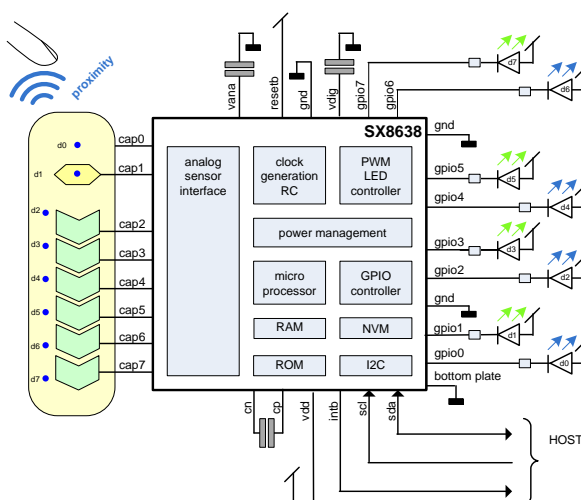 proximity
vana
resetb
gnd
vdig
gpio7
gpio6
d7
d6
SX8638
gnd
d0
cap0
d1
cap1
d2
cap2
d3
cap3
d4
cap4
d5
cap5
d6
cap6
d7
cap7
analog
sensor
interface
clock
generation
RC
PWM
LED
controller
power management
micro
processor
GPIO
controller
RAM
NVM
ROM
I2C
gpio5
d5
gpio4
d4
gpio3
d3
gpio2
d2
gnd
gpio1
d1
gpio0
d0
bottom plate
cn
cp
vdd
intb
scl
sda
HOST